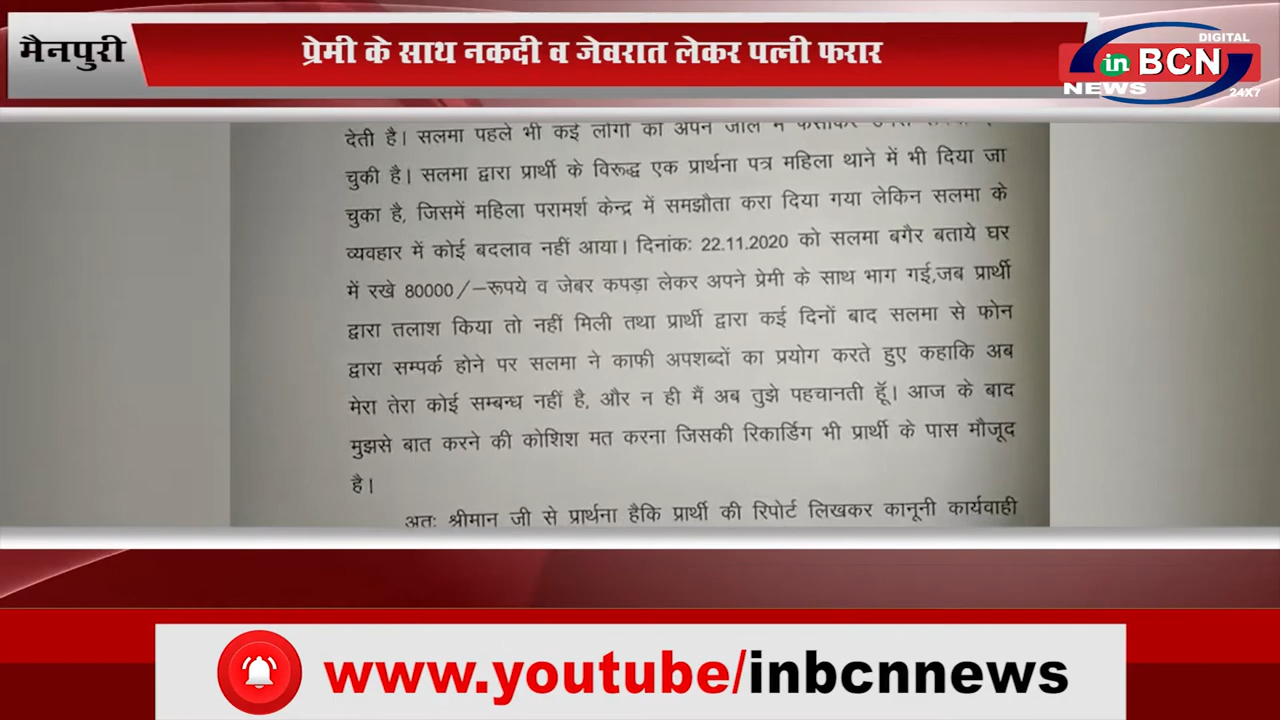 मैनपुरी
प्रेमी के साथ नकदी व जेवरात लेकर पत्नी फरार
DIGITAL
in BCN
NEWS
24X7
देती है। सलमा पहले भी कई लोगों को अपने जाल में फंसाकर
चुकी है। सलमा द्वारा प्रार्थी के विरूद्ध एक प्रार्थना पत्र महिला थाने में भी दिया जा
चुका है, जिसमें महिला परामर्श केन्द्र में समझौता करा दिया गया लेकिन सलमा के
व्यवहार में कोई बदलाव नहीं आया। दिनांकः 22.11.2020 को सलमा बगैर बताये घर
में रखे 80000/-रूपये व जेबर कपड़ा लेकर अपने प्रेमी के साथ भाग गई,जब प्रार्थी
द्वारा तलाश किया तो नहीं मिली तथा प्रार्थी द्वारा कई दिनों बाद सलमा से फोन
द्वारा सम्पर्क होने पर सलमा ने काफी अपशब्दों का प्रयोग करते हुए कहाकि अब
मेरा तेरा कोई सम्बन्ध नहीं है, और न ही मैं अब तुझे पहचानती हूँ। आज के बाद
मुझसे बात करने की कोशिश मत करना जिसकी रिकार्डिग भी प्रार्थी के पास मौजूद
है।
अतः श्रीमान जी से प्रार्थना हैकि प्रार्थी की रिपोर्ट लिखकर कानूनी कार्यवाही
www.youtube/inbcnnews